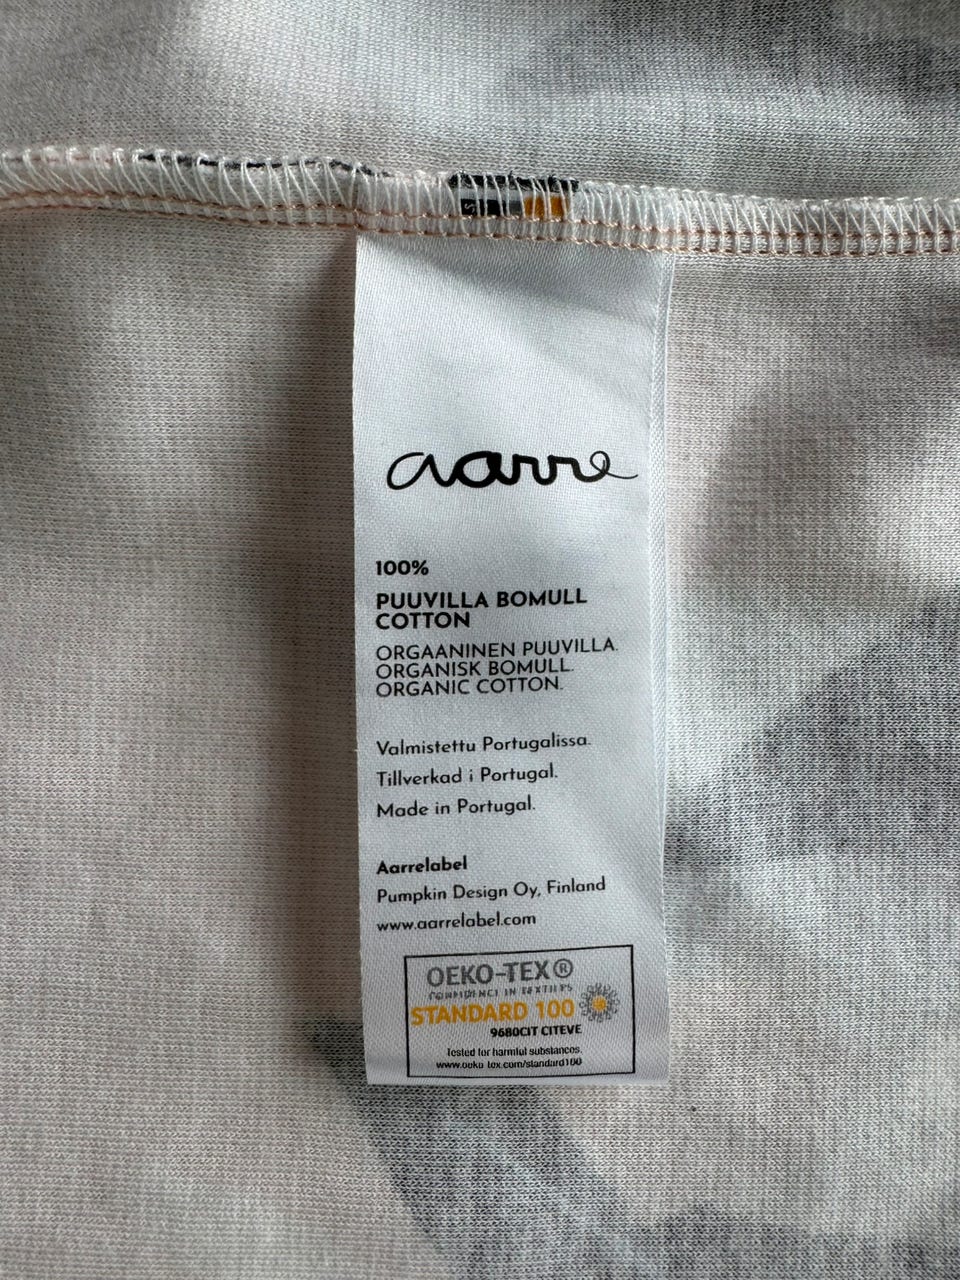 aarre
100%
PUUVILLA BOMULL
COTTON
ORGAANINEN PUUVILLA.
ORGANISK BOMULL.
ORGANIC COTTON.
Valmistettu Portugalissa.
Tillverkad i Portugal.
Made in Portugal.
Aarrelabel
Pumpkin Design Oy, Finland
www.aarrelabel.com
OEKO-TEX®
CONFIDENCE IN TEXTILES
STANDARD 100
9680CIT CITEVE
Tested for harmful substances.
www.oeko-tex.com/standard100